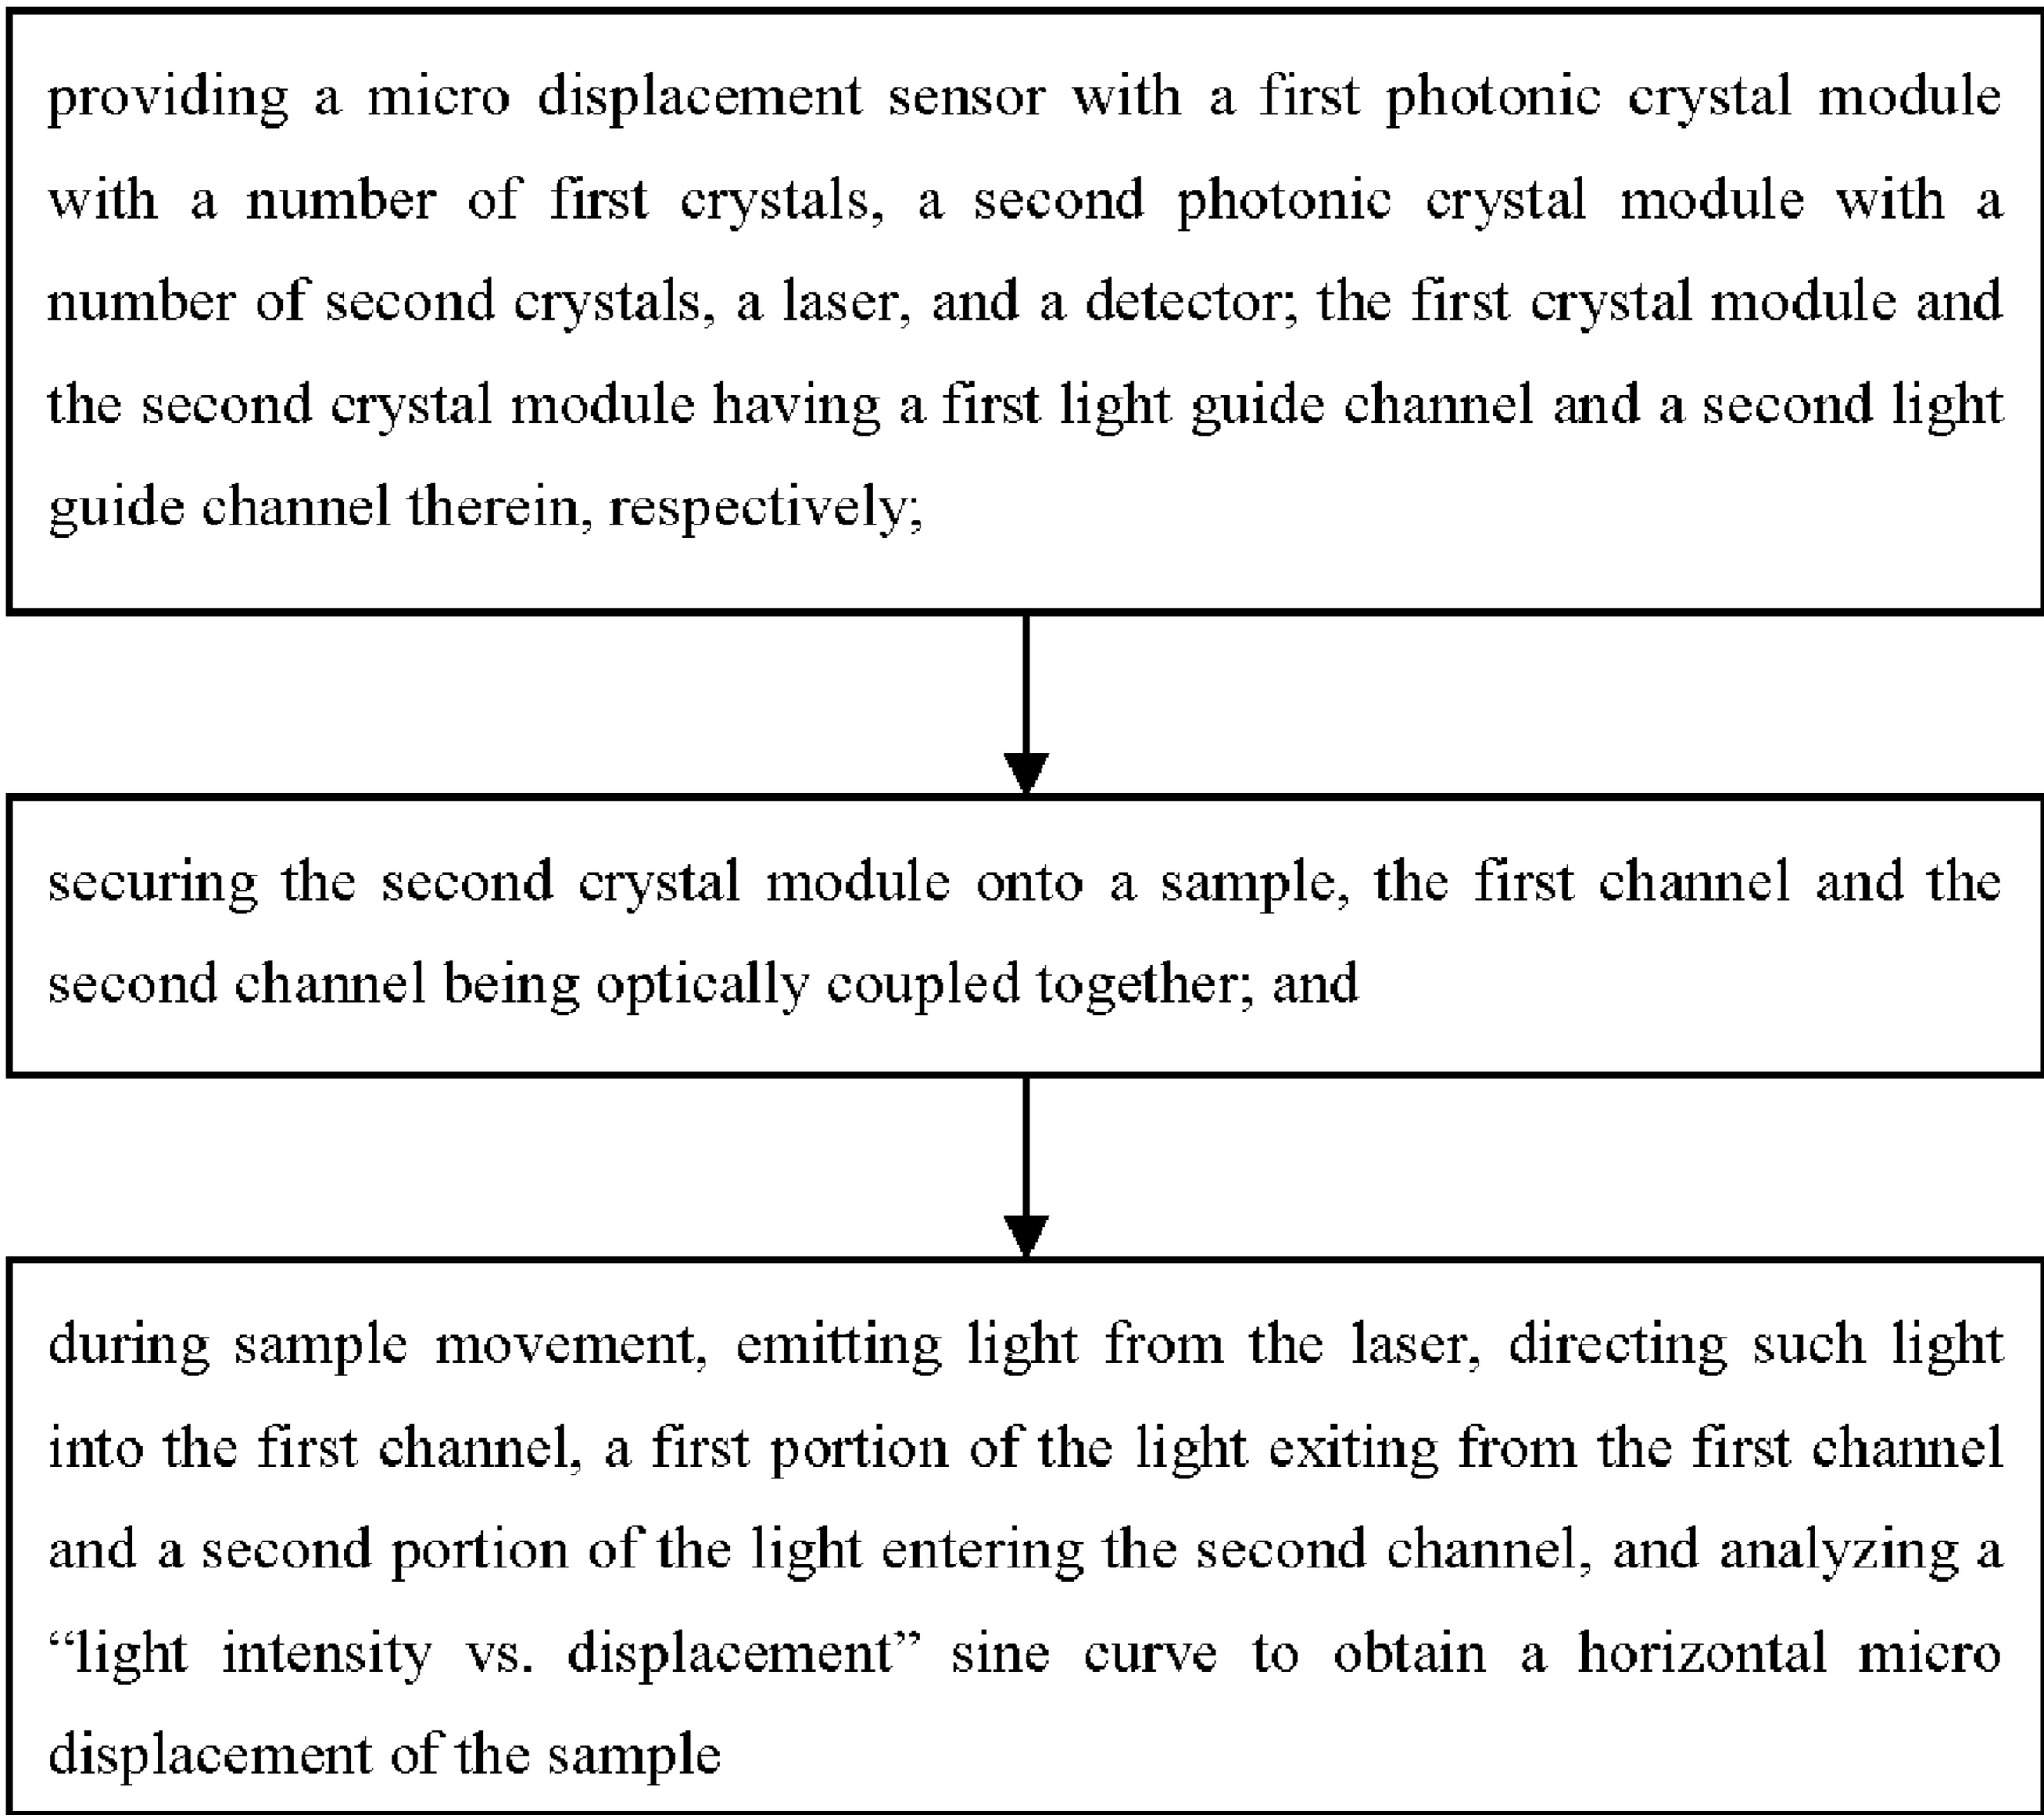 providing a micro displacement sensor with a first photonic crystal module
with a number of first crystals, a second photonic crystal module with a
number of second crystals, a laser, and a detector; the first crystal module and
the second crystal module having a first light guide channel and a second light
guide channel therein, respectively;
securing the second crystal module onto a sample, the first channel and the
second channel being optically coupled together; and
during sample movement, emitting light from the laser, directing such light
into the first channel, a first portion of the light exiting from the first channel
and a second portion of the light entering the second channel, and analyzing a
“light intensity vs. displacement” sine curve to obtain a horizontal micro
displacement of the sample